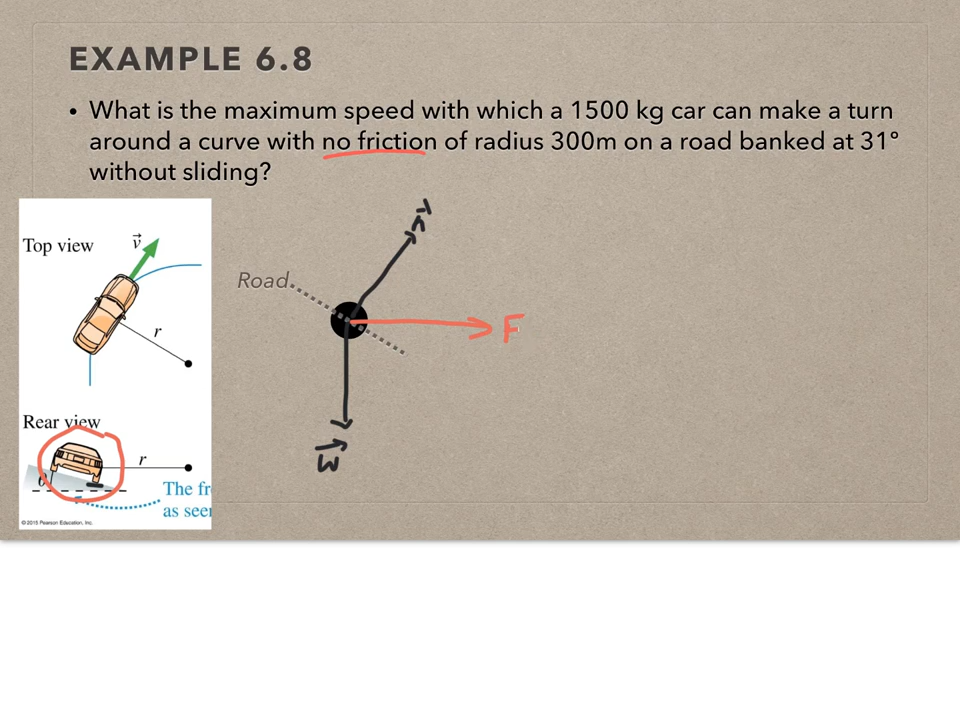 EXAMPLE 6.8
• What is the maximum speed with which a 1500 kg car can make a turn
around a curve with no friction of radius 300m on a road banked at 31°
without sliding?
Top view
v
r
Rear view
r
θ
The fr
as seen
© 2015 Pearson Education, Inc.
Road
n
F
w